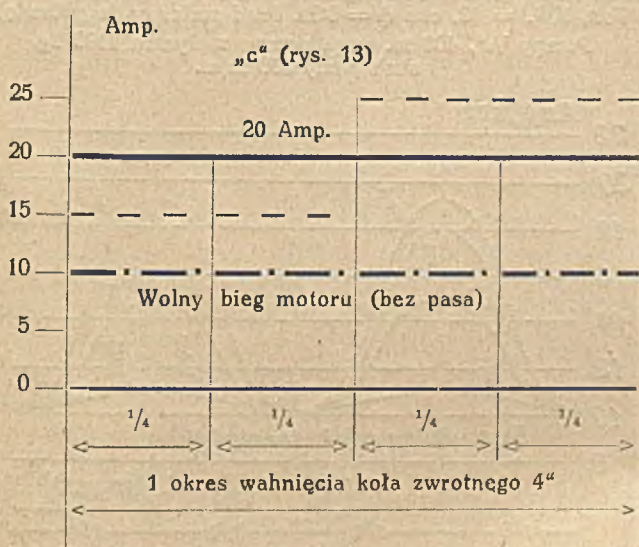 Amp.
„c“ (rys. 13)
25
20 Amp.
20
15
10
Wolny bieg motoru (bez pasa)
5
0
1/4 1/4 1/4 1/4
1 okres wahnięcia koła zwrotnęgo 4“